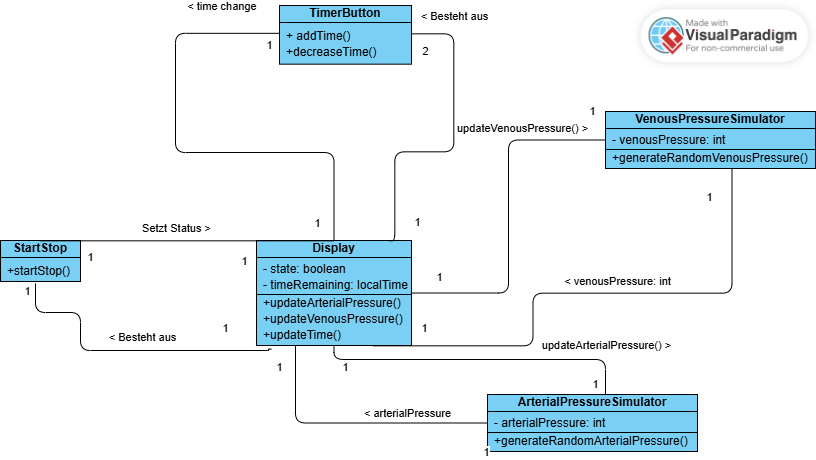 < time change
TimerButton
+ addTime()
+decreaseTime()
< Besteht aus
1
2
Made with
VisualParadigm
For non-commercial use
updateVenousPressure() >
1
VenousPressureSimulator
- venousPressure: int
+generateRandomVenousPressure()
1
1
1
Setzt Status >
StartStop
+startStop()
1
1
Display
- state: boolean
- timeRemaining: localTime
+updateArterialPressure()
+updateVenousPressure()
+updateTime()
1
< venousPressure: int
1
< Besteht aus
1
1
updateArterialPressure() >
1
1
1
< arterialPressure
ArterialPressureSimulator
- arterialPressure: int
+generateRandomArterialPressure()
1